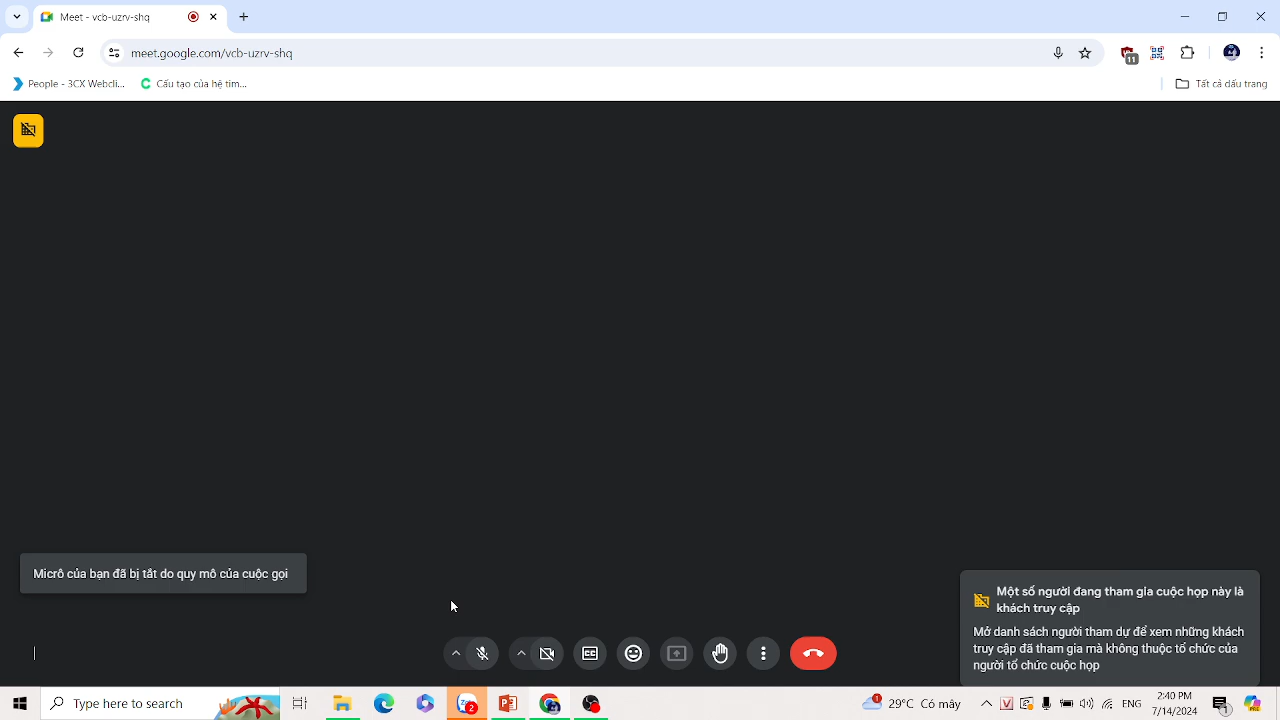 Meet - vcb-uzrv-shq
meet.google.com/vcb-uzrv-shq
11
People - 3CX Webcli...
Cấu tạo của hệ tim...
Tất cả dấu trang
Micrô của bạn đã bị tắt do quy mô của cuộc gọi
Một số người đang tham gia cuộc họp này là
khách truy cập
Mở danh sách người tham dự để xem những khách
truy cập đã tham gia mà không thuộc tổ chức của
người tổ chức cuộc họp
Type here to search
2
1
29°C Có mây
ENG
2:40 PM
7/14/2024